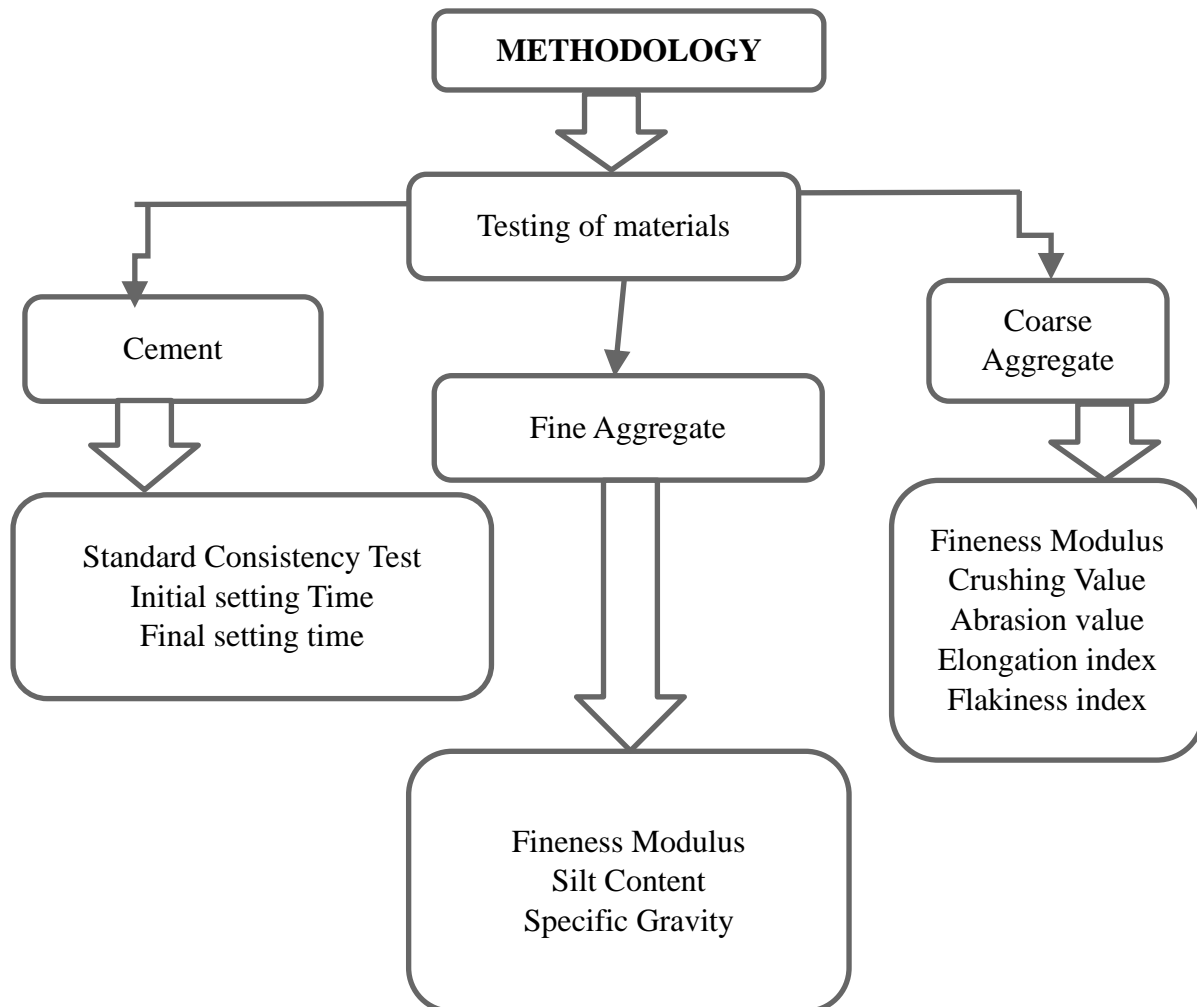 METHODOLOGY
Testing of materials
Cement
Fine Aggregate
Coarse
Aggregate
Standard Consistency Test
Initial setting Time
Final setting time
Fineness Modulus
Silt Content
Specific Gravity
Fineness Modulus
Crushing Value
Abrasion value
Elongation index
Flakiness index